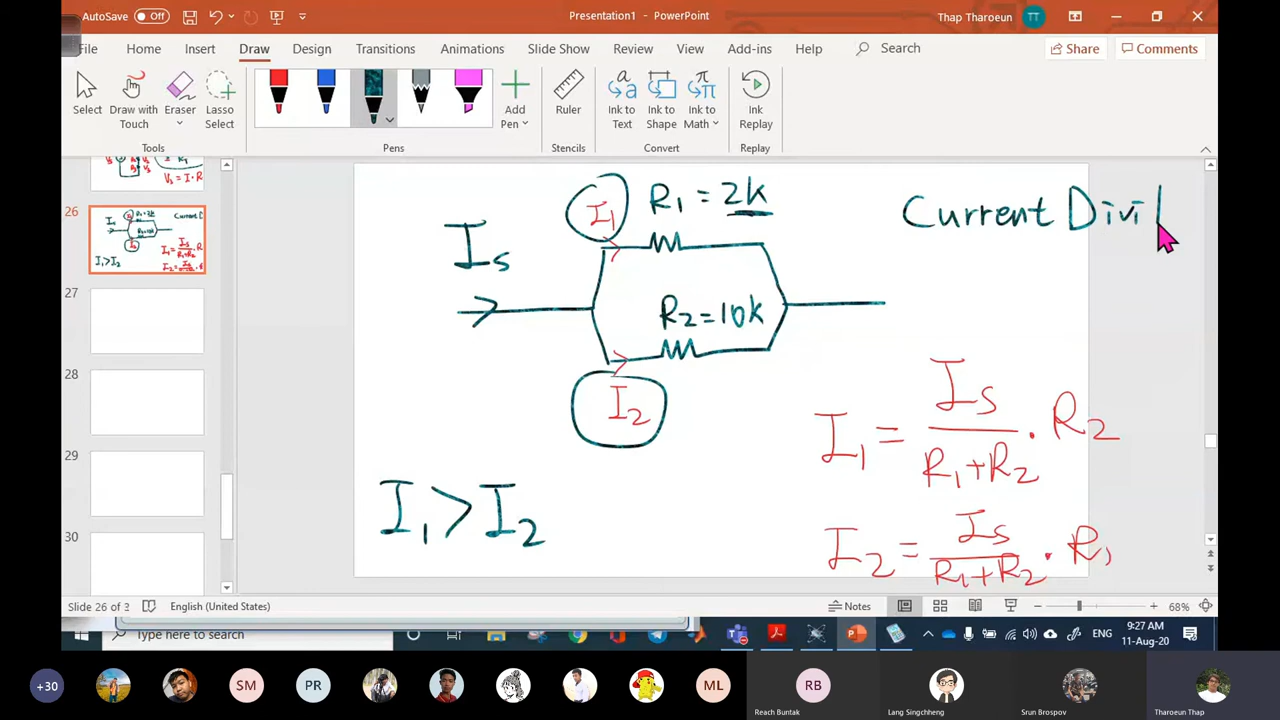 AutoSave Off
Presentation1 - PowerPoint
Thap Tharoeun TT
File Home Insert Draw Design Transitions Animations Slide Show Review View Add-ins Help Search Share Comments
Select
Draw with Touch
Eraser
Lasso Select
Add Pen
Ruler
Ink to Text
Ink to Shape
Ink to Math
Ink Replay
Tools
Pens
Stencils
Convert
Replay
26
27
28
29
30
Current Divi
I1
R1 = 2k
Is
R2=10k
I2
I1 > I2
I1 = Is / R1+R2 · R2
I2 = Is / R1+R2 · R1
Slide 26 of 3
English (United States)
Notes
68%
Type here to search
ENG
9:27 AM
11-Aug-20
+30
SM
PR
ML
RB
Reach Buntak
Lang Singchheng
Srun Brospov
Tharoeun Thap